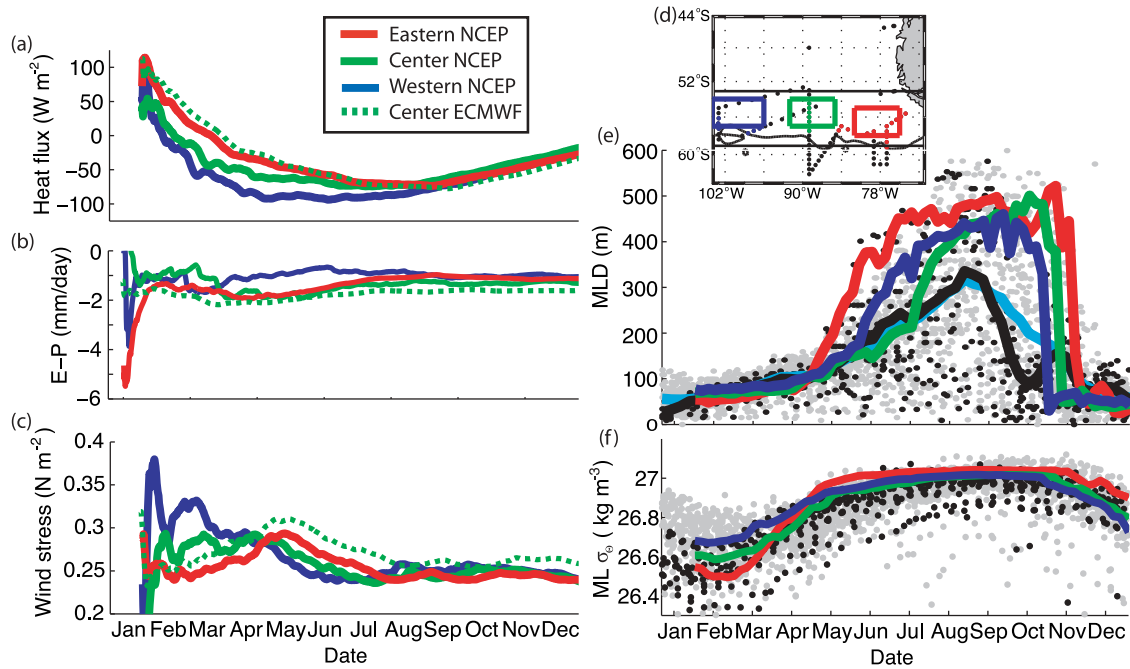 (a)
Heat flux (W m-2)
100
50
0
−50
−100
Eastern NCEP
Center NCEP
Western NCEP
Center ECMWF
(b)
E−P (mm/day)
0
−2
−4
−6
(c)
Wind stress (N m-2)
0.4
0.35
0.3
0.25
0.2
Jan Feb Mar Apr May Jun Jul Aug Sep Oct Nov Dec
Date
(d)
44°S
52°S
60°S
102°W 90°W 78°W
(e)
MLD (m)
600
500
400
300
200
100
0
(f)
ML σΘ ( kg m-3)
27
26.8
26.6
26.4
Jan Feb Mar Apr May Jun Jul Aug Sep Oct Nov Dec
Date